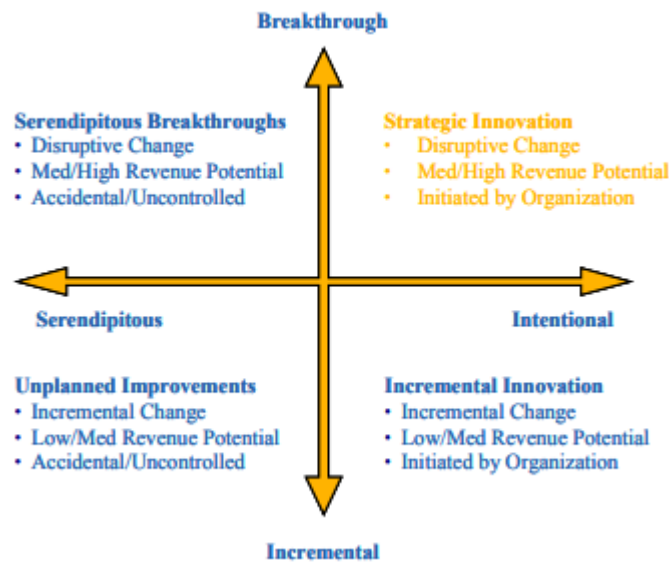 Breakthrough
Serendipitous Breakthroughs
• Disruptive Change
• Med/High Revenue Potential
• Accidental/Uncontrolled
Strategic Innovation
• Disruptive Change
• Med/High Revenue Potential
• Initiated by Organization
Serendipitous
Intentional
Unplanned Improvements
• Incremental Change
• Low/Med Revenue Potential
• Accidental/Uncontrolled
Incremental Innovation
• Incremental Change
• Low/Med Revenue Potential
• Initiated by Organization
Incremental